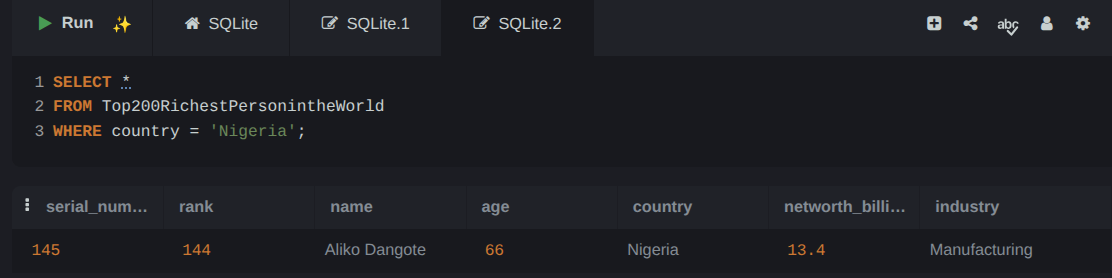 Run SQLite SQLite.1 SQLite.2 abc
1 SELECT *
2 FROM Top200RichestPersonintheWorld
3 WHERE country = 'Nigeria';
serial_num... rank name age country networth_billi... industry
145 144 Aliko Dangote 66 Nigeria 13.4 Manufacturing